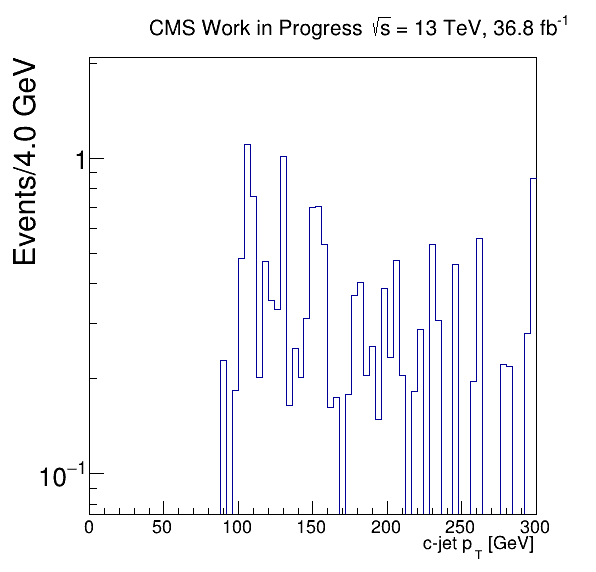 CMS Work in Progress √s = 13 TeV, 36.8 fb⁻¹
Events/4.0 GeV
1
10⁻¹
0 50 100 150 200 250 300
c-jet p_T [GeV]